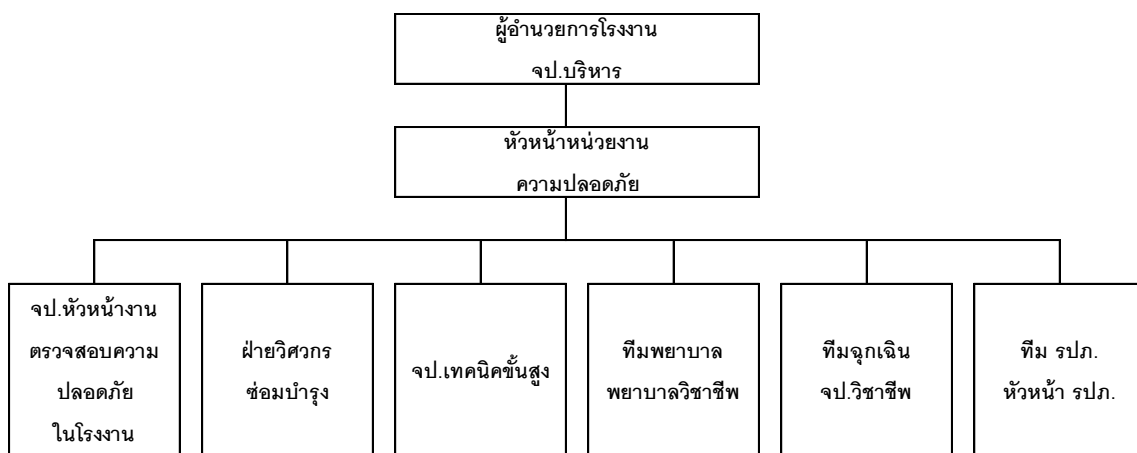 ผู้อำนวยการโรงงาน
จป.บริหาร
หัวหน้าหน่วยงาน
ความปลอดภัย
จป.หัวหน้างาน
ตรวจสอบความ
ปลอดภัย
ในโรงงาน
ฝ่ายวิศวกร
ซ่อมบำรุง
จป.เทคนิคขั้นสูง
ทีมพยาบาล
พยาบาลวิชาชีพ
ทีมฉุกเฉิน
จป.วิชาชีพ
ทีม รปภ.
หัวหน้า รปภ.